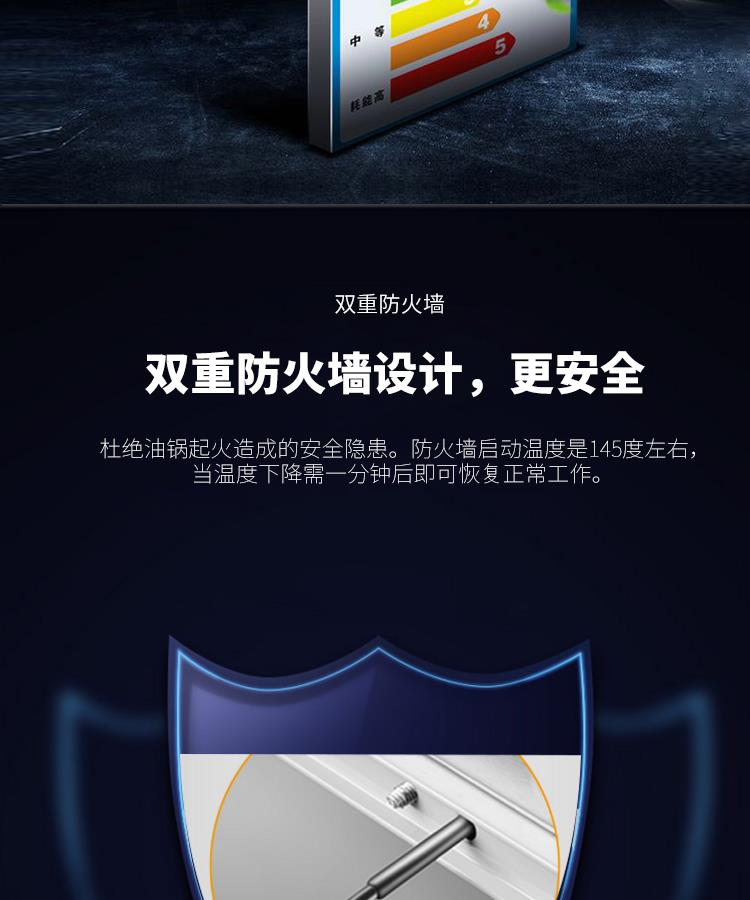 中 等
4
5
耗能高
双重防火墙
双重防火墙设计，更安全
杜绝油锅起火造成的安全隐患。防火墙启动温度是145度左右，
当温度下降需一分钟后即可恢复正常工作。